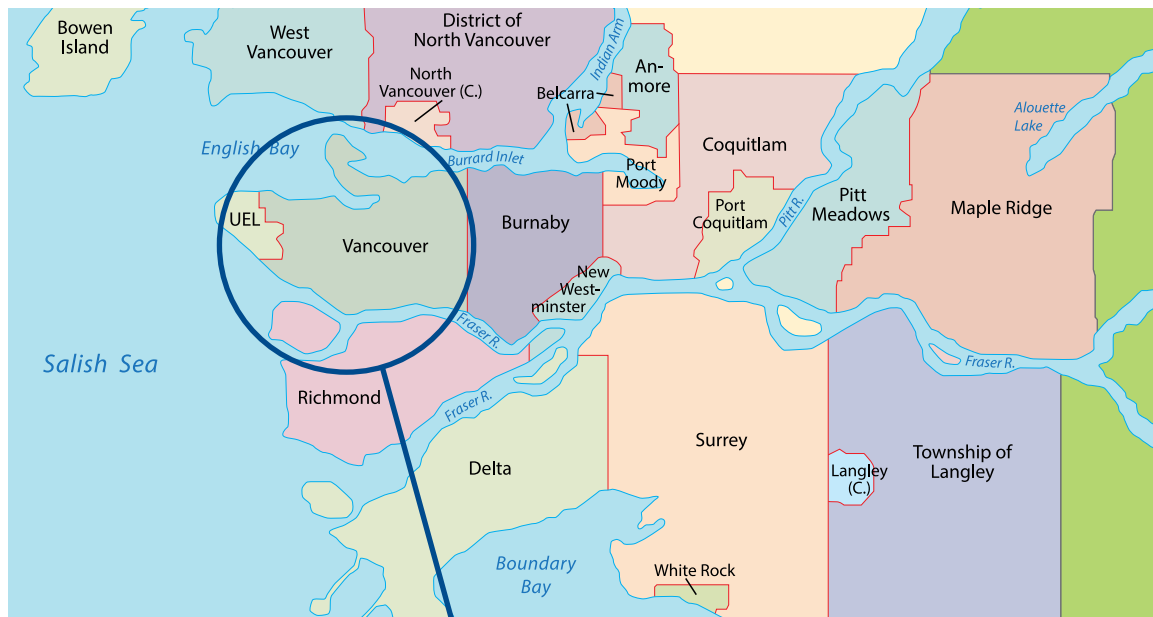 Bowen
Island
West
Vancouver
District of
North Vancouver
Indian Arm
An-
more
North
Vancouver (C.)
Belcarra
Alouette
Lake
English Bay
Burrard Inlet
Port
Moody
Coquitlam
UEL
Vancouver
Burnaby
Port
Coquitlam
Pitt R.
Pitt
Meadows
Maple Ridge
New
West-
minster
Fraser R.
Salish Sea
Richmond
Fraser R.
Fraser R.
Delta
Surrey
Langley
(C.)
Township of
Langley
Boundary
Bay
White Rock